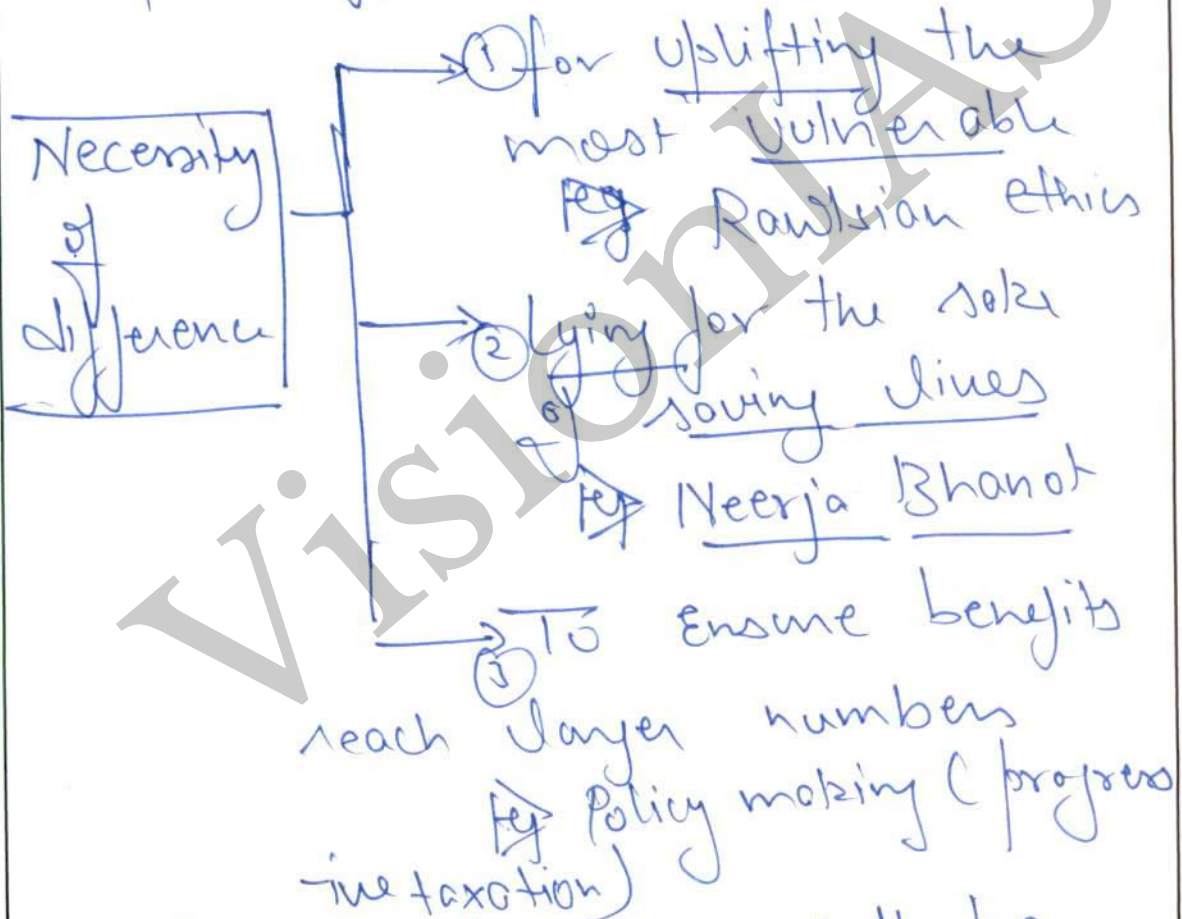 ① for uplifting the
most vulnerable
eg Rawlsian ethics
Necessity
of
difference
② lying for the sake
of saving lives
eg Neerja Bhanot
③ To Ensure benefits
reach larger numbers
eg Policy making (progress
-ive taxation)
VisionIAS